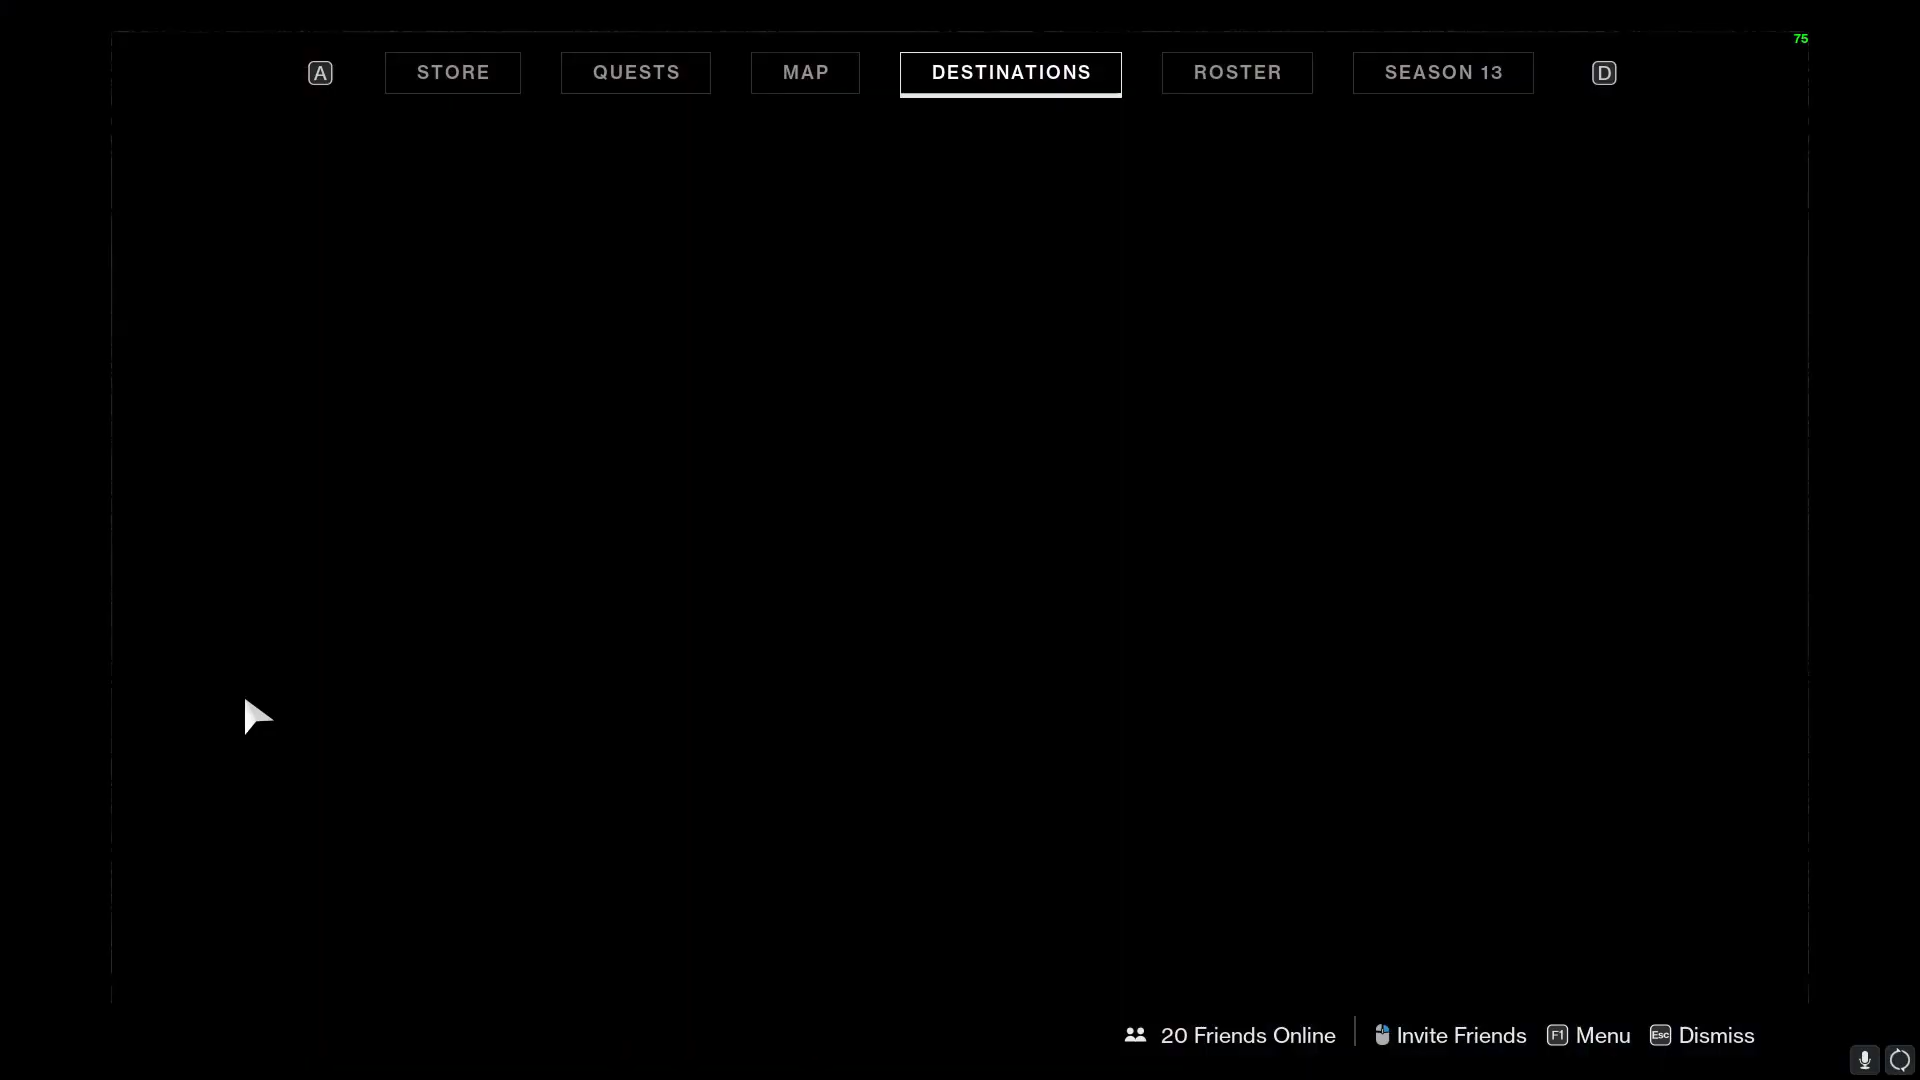 75
A STORE QUESTS MAP DESTINATIONS ROSTER SEASON 13 D
20 Friends Online Invite Friends F1 Menu Esc Dismiss